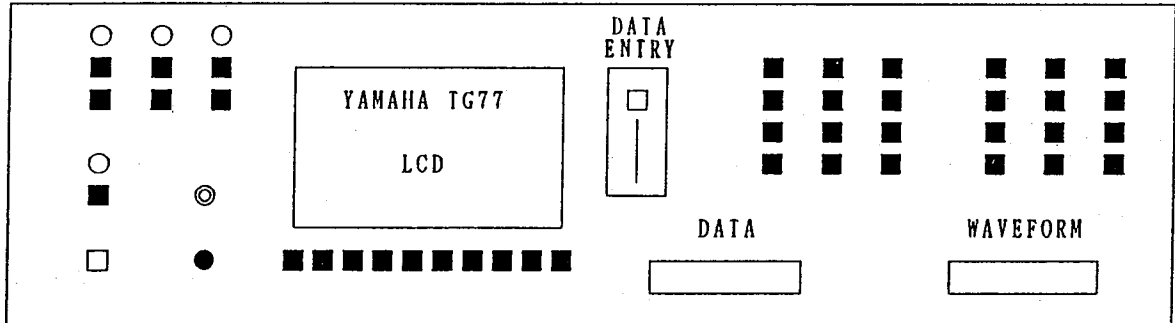 DATA
ENTRY
YAMAHA TG77
LCD
DATA
WAVEFORM